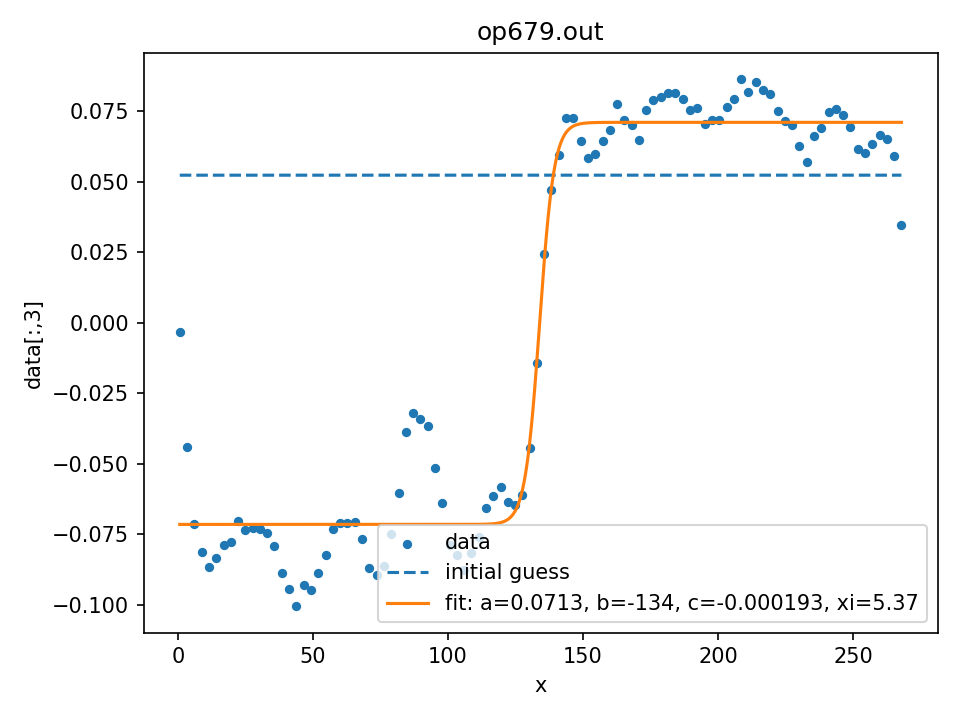 op679.out
0.075
0.050
0.025
0.000
−0.025
−0.050
−0.075
−0.100
data[:,3]
data
initial guess
fit: a=0.0713, b=-134, c=-0.000193, xi=5.37
0 50 100 150 200 250
x